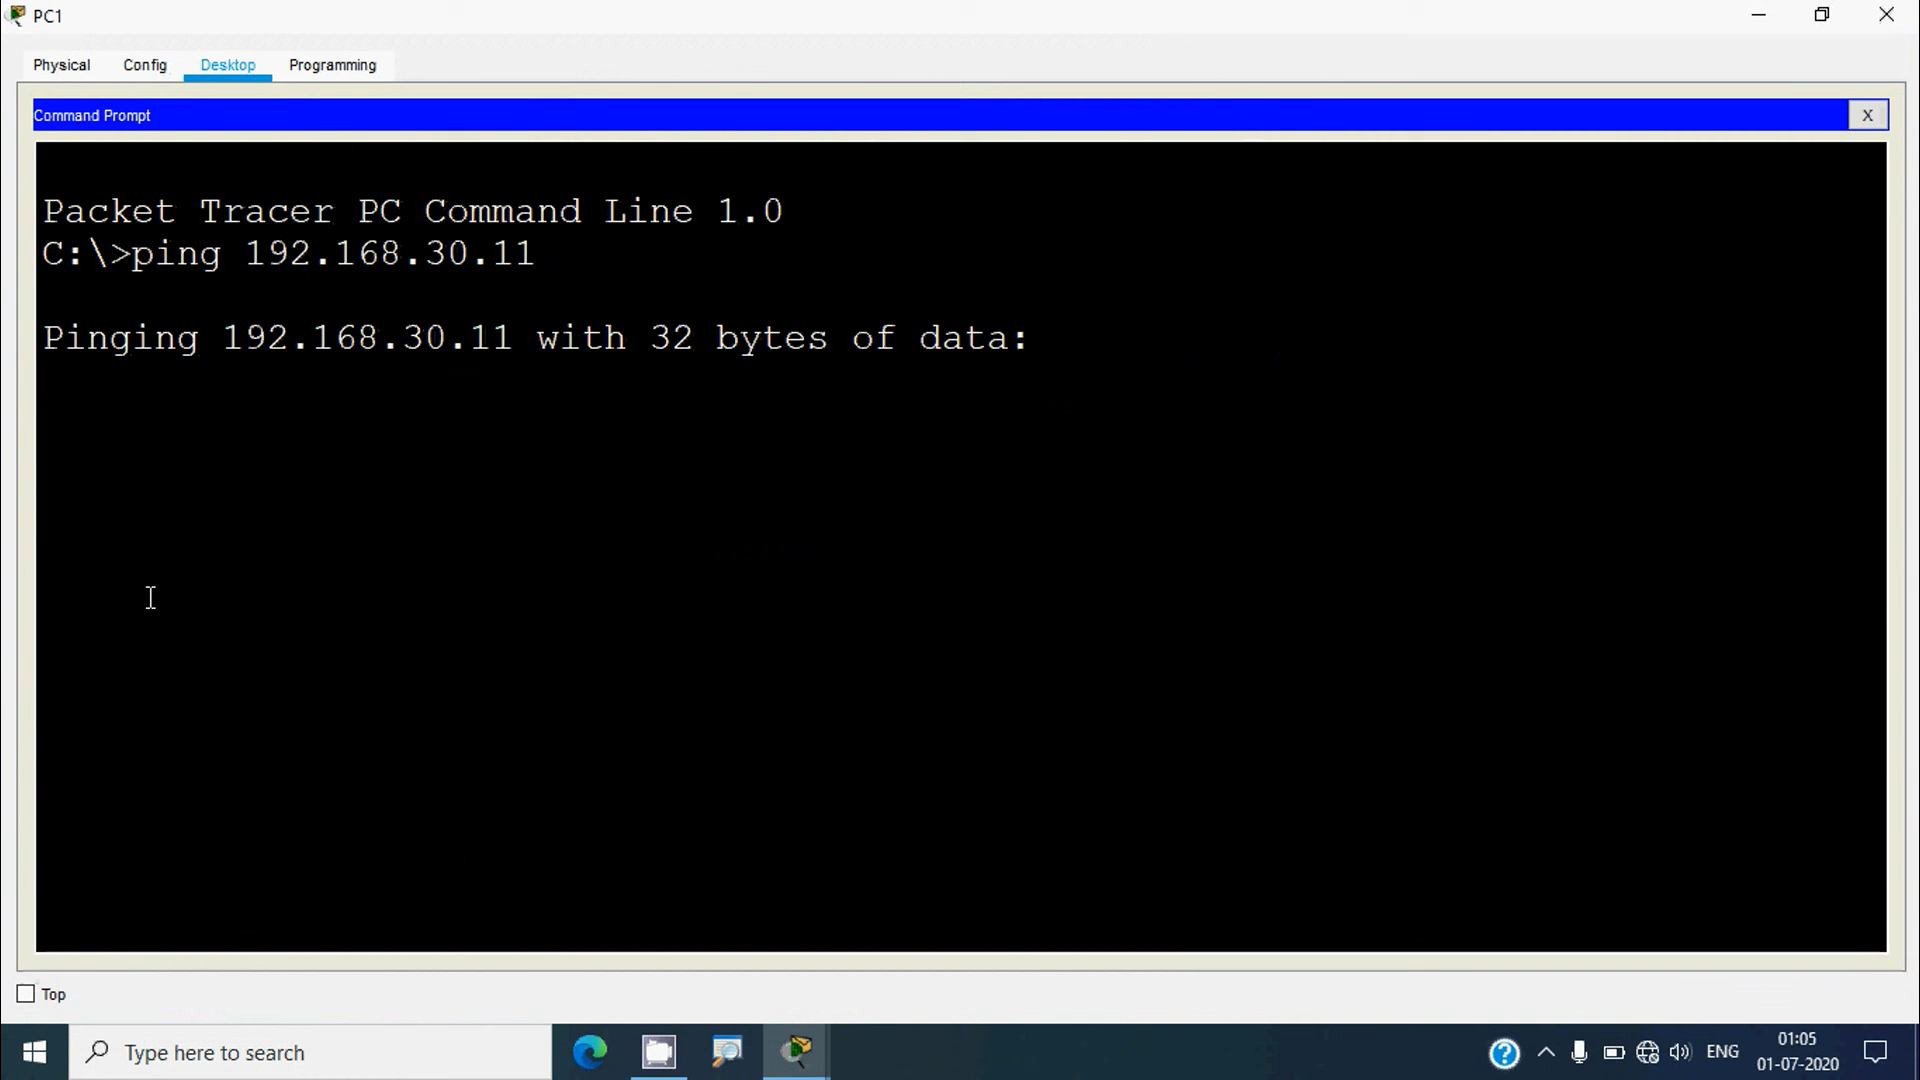 PC1
Physical Config Desktop Programming
Command Prompt X
Packet Tracer PC Command Line 1.0
C:\>ping 192.168.30.11
Pinging 192.168.30.11 with 32 bytes of data:
Top
Type here to search
ENG
01:05
01-07-2020